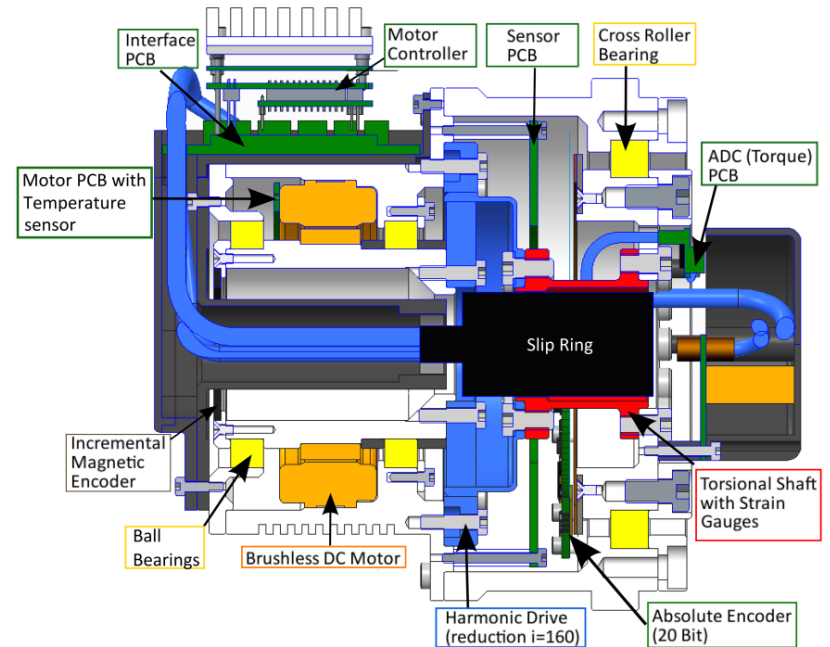 Interface
PCB
Motor
Controller
Sensor
PCB
Cross Roller
Bearing
ADC (Torque)
PCB
Motor PCB with
Temperature
sensor
Slip Ring
Incremental
Magnetic
Encoder
Torsional Shaft
with Strain
Gauges
Ball
Bearings
Brushless DC Motor
Harmonic Drive
(reduction i=160)
Absolute Encoder
(20 Bit)